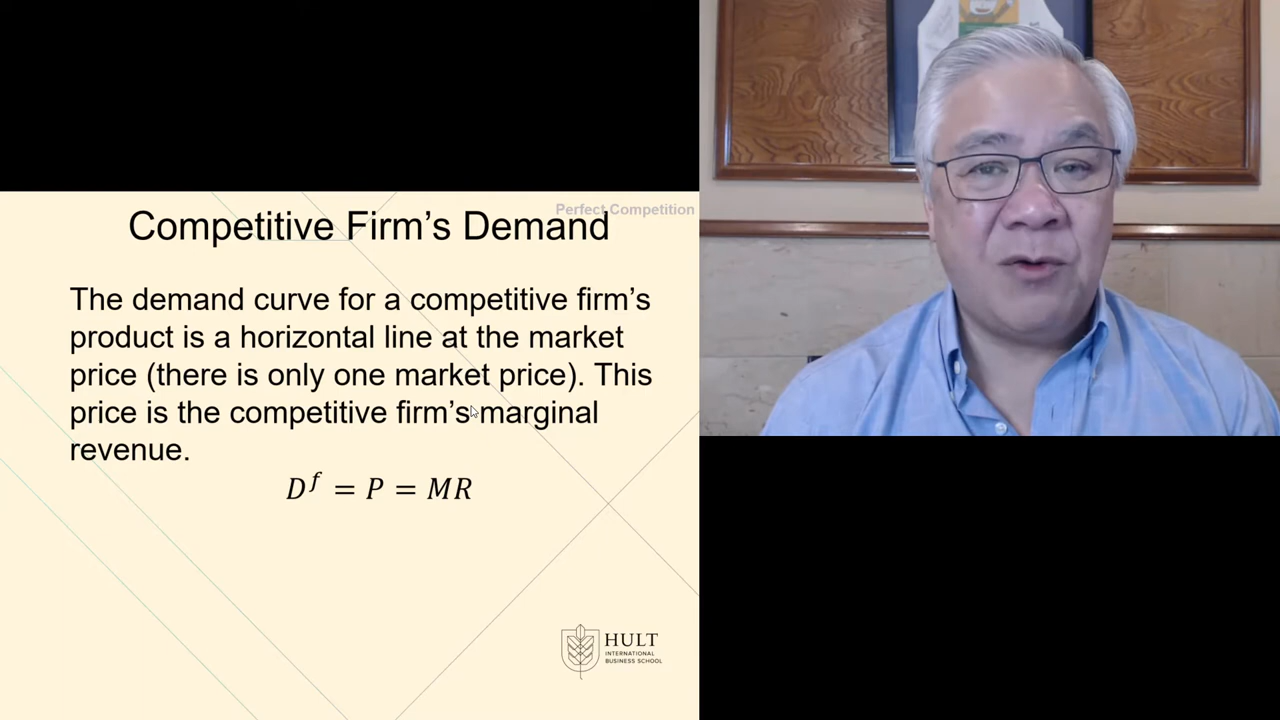 Perfect Competition
Competitive Firm's Demand
The demand curve for a competitive firm's
product is a horizontal line at the market
price (there is only one market price). This
price is the competitive firm's marginal
revenue.
D^f = P = MR
HULT
INTERNATIONAL
BUSINESS SCHOOL